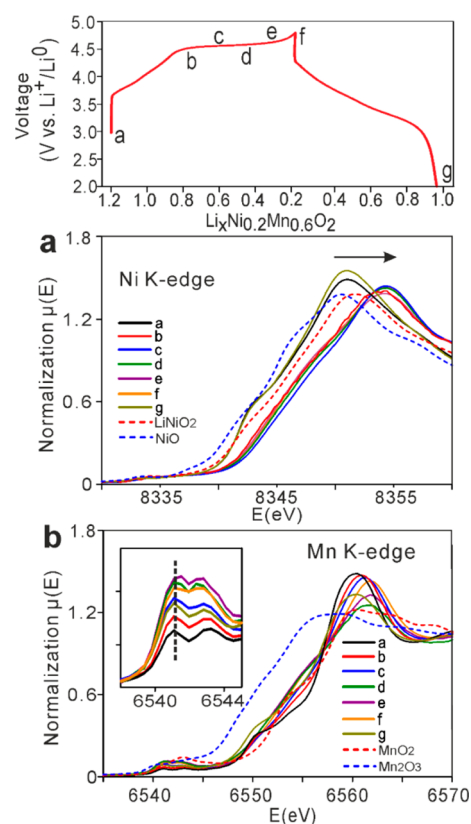 5.0
4.5
4.0
3.5
3.0
2.5
2.0
Voltage
(V vs. Li+/Li0)
a
b
c
d
e
f
g
1.2 1.0 0.8 0.6 0.4 0.2 0.2 0.4 0.6 0.8 1.0
LixNi0.2Mn0.6O2
a
Ni K-edge
1.8
1.2
0.6
0
Normalization μ(E)
a
b
c
d
e
f
g
LiNiO2
NiO
8335 8345 8355
E(eV)
b
Mn K-edge
1.8
1.2
0.6
0
Normalization μ(E)
6540 6544
a
b
c
d
e
f
g
MnO2
Mn2O3
6540 6550 6560 6570
E(eV)